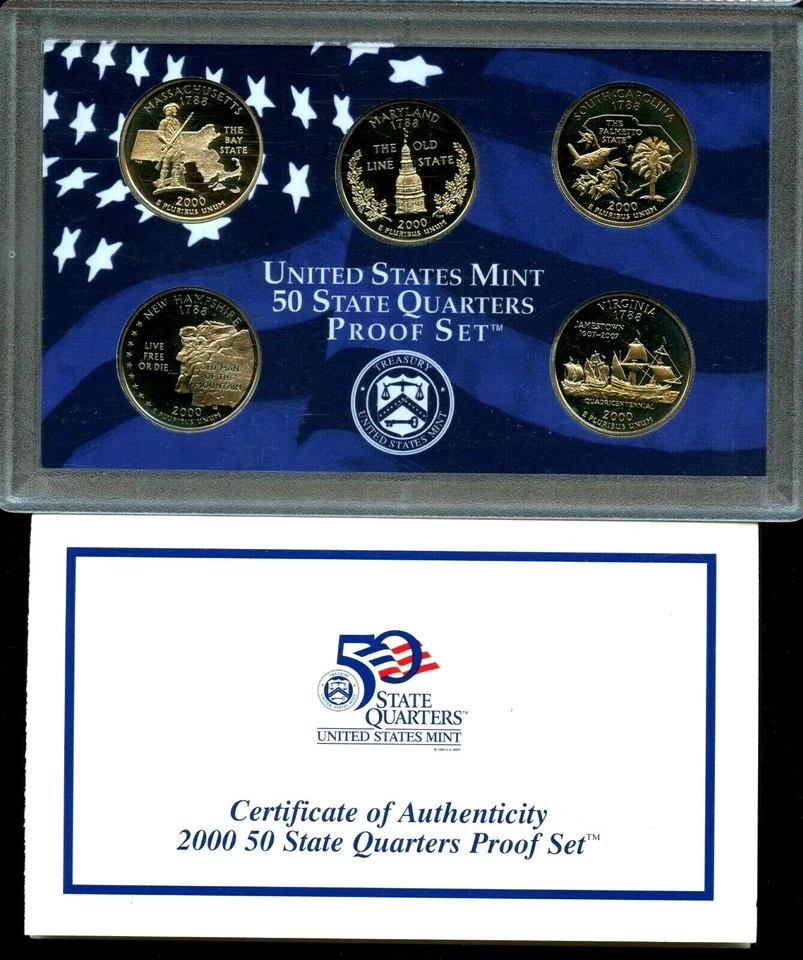 MASSACHUSETTS
1788
THE
BAY
STATE
2000
E PLURIBUS UNUM
MARYLAND
1788
THE OLD
LINE STATE
2000
E PLURIBUS UNUM
SOUTH CAROLINA
1788
THE
PALMETTO
STATE
2000
E PLURIBUS UNUM
UNITED STATES MINT
50 STATE QUARTERS
PROOF SET™
NEW HAMPSHIRE
1788
LIVE
FREE
OR DIE
OLD MAN
OF THE
MOUNTAIN
2000
E PLURIBUS UNUM
TREASURY
UNITED STATES MINT
VIRGINIA
1788
JAMESTOWN
1607-2007
QUADRICENTENNIAL
2000
E PLURIBUS UNUM
50
STATE
QUARTERS™
UNITED STATES MINT
Certificate of Authenticity
2000 50 State Quarters Proof Set™